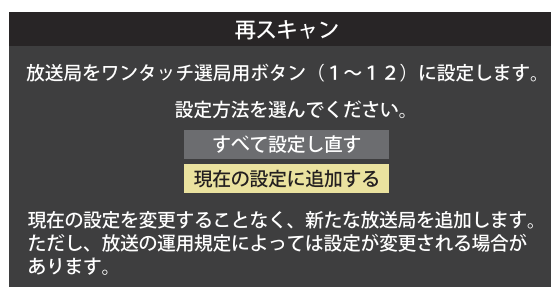 再スキャン
放送局をワンタッチ選局用ボタン（１～１２）に設定します。
設定方法を選んでください。
すべて設定し直す
現在の設定に追加する
現在の設定を変更することなく、新たな放送局を追加します。
ただし、放送の運用規定によっては設定が変更される場合が
あります。